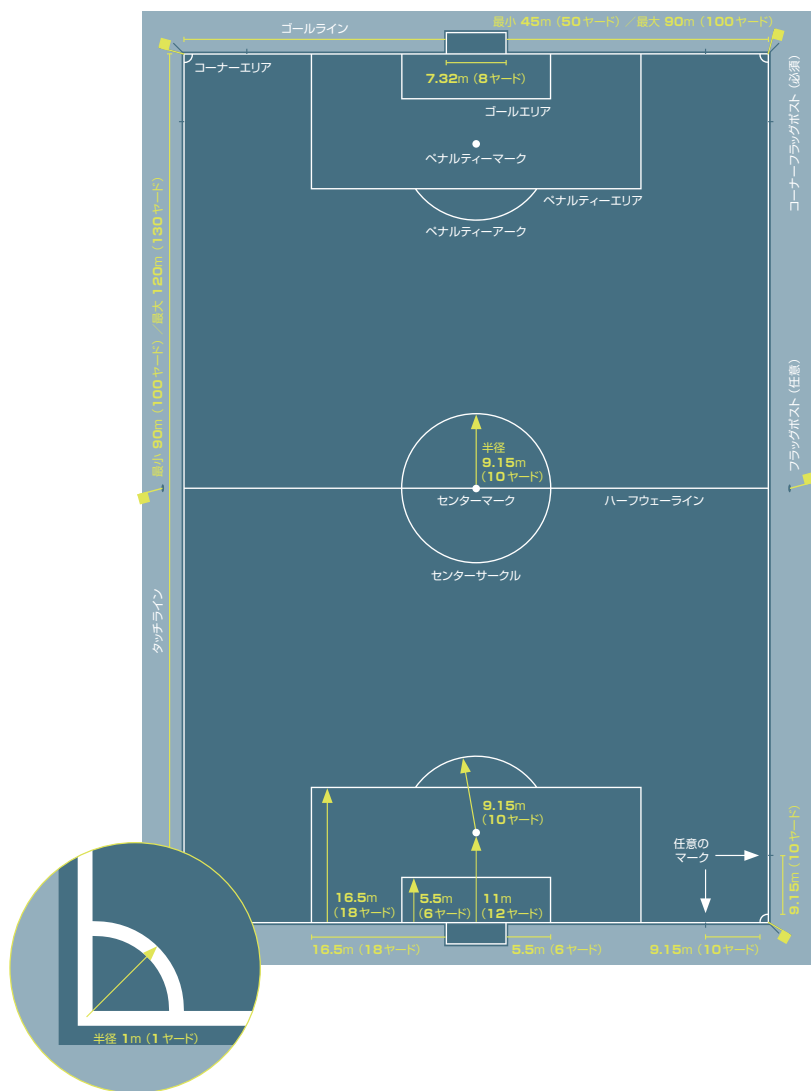 ゴールライン
最小 45m (50ヤード) ／最大 90m (100ヤード)
コーナーエリア
7.32m (8ヤード)
ゴールエリア
ペナルティーマーク
ペナルティーエリア
ペナルティーアーク
コーナーフラッグポスト (必須)
最小 90m (100ヤード) ／最大 120m (130ヤード)
フラッグポスト (任意)
半径
9.15m
(10ヤード)
センターマーク
ハーフウェーライン
センターサークル
タッチライン
9.15m
(10ヤード)
任意の
マーク
9.15m (10ヤード)
16.5m
(18ヤード)
5.5m
(6ヤード)
11m
(12ヤード)
16.5m (18ヤード)
5.5m (6ヤード)
9.15m (10ヤード)
半径 1m (1ヤード)